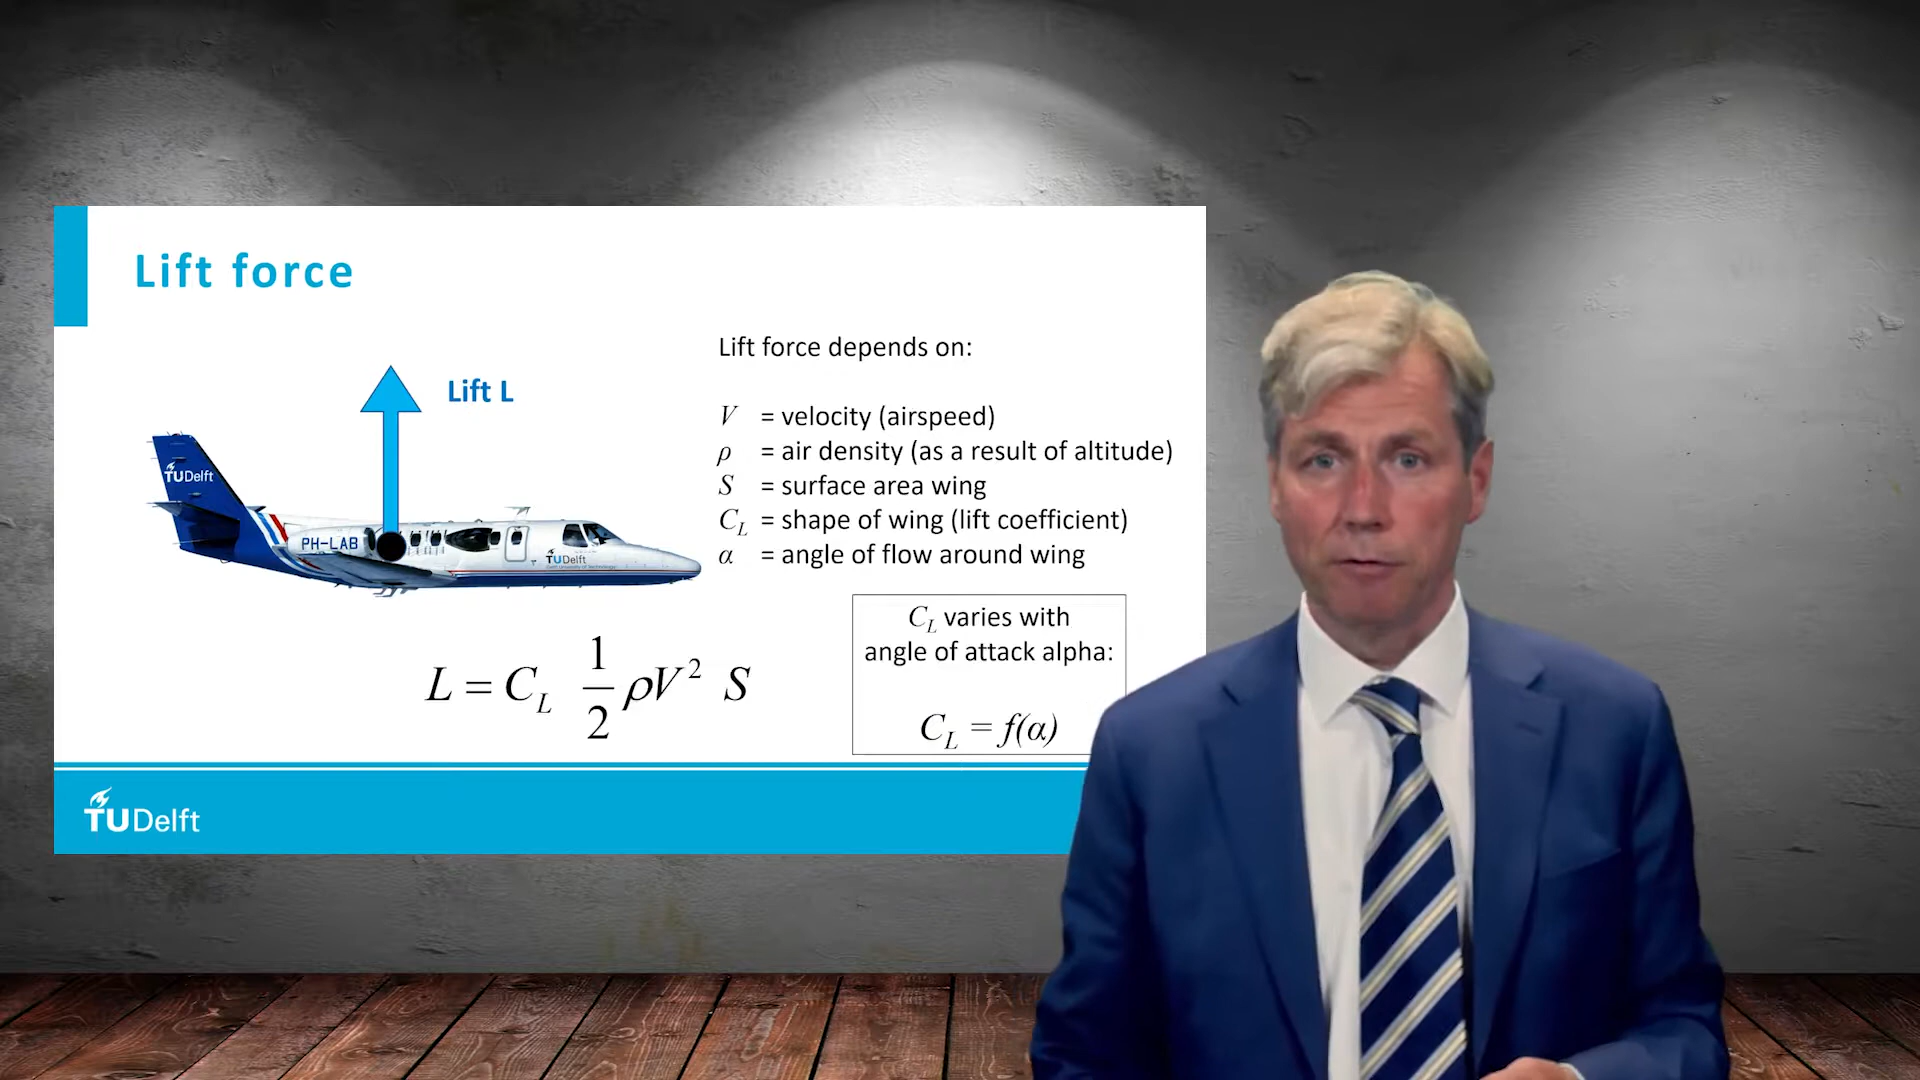 Lift force
Lift L
TUDelft
PH-LAB
TUDelft
Lift force depends on:
V = velocity (airspeed)
ρ = air density (as a result of altitude)
S = surface area wing
C_L = shape of wing (lift coefficient)
α = angle of flow around wing
L = C_L 1/2 ρV² S
C_L varies with
angle of attack alpha:
C_L = f(α)
TUDelft